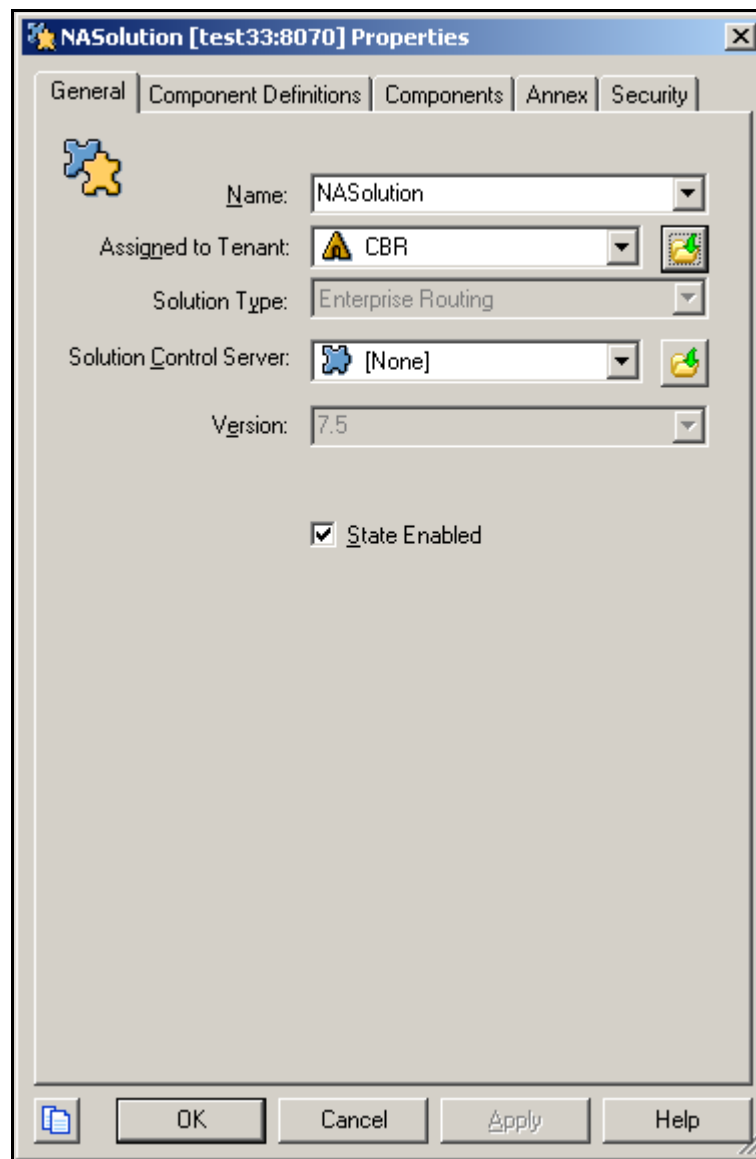 NASolution [test33:8070] Properties
General Component Definitions Components Annex Security
Name: NASolution
Assigned to Tenant: CBR
Solution Type: Enterprise Routing
Solution Control Server: [None]
Version: 7.5
State Enabled
OK Cancel Apply Help